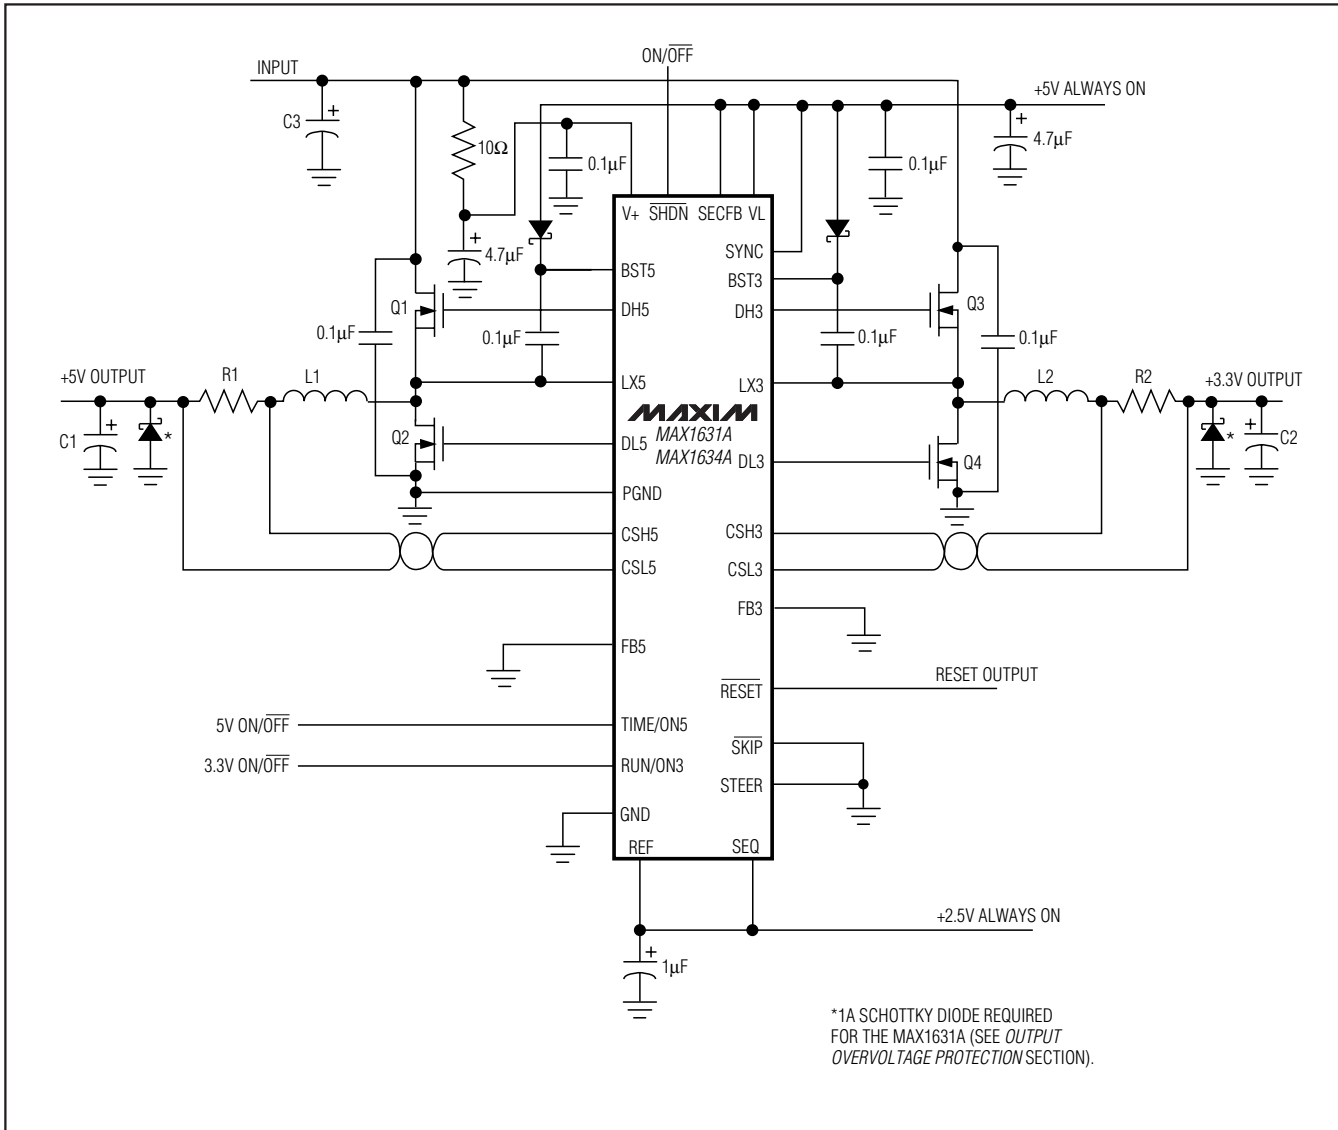 ON/OFF
INPUT
+5V ALWAYS ON
C3
+
10Ω
0.1µF
0.1µF
+
4.7µF
V+ SHDN SECFB VL
+
4.7µF
SYNC
BST5
BST3
Q1
DH5
DH3
Q3
0.1µF
0.1µF
0.1µF
0.1µF
+5V OUTPUT
R1
L1
LX5
LX3
L2
R2
+3.3V OUTPUT
MAXIM
MAX1631A
MAX1634A
C1
+
*
Q2
DL5
DL3
Q4
*
+
C2
PGND
CSH5
CSH3
CSL5
CSL3
FB3
FB5
RESET
RESET OUTPUT
5V ON/OFF
TIME/ON5
SKIP
3.3V ON/OFF
RUN/ON3
STEER
GND
REF
SEQ
+2.5V ALWAYS ON
+
1µF
*1A SCHOTTKY DIODE REQUIRED
FOR THE MAX1631A (SEE OUTPUT
OVERVOLTAGE PROTECTION SECTION).